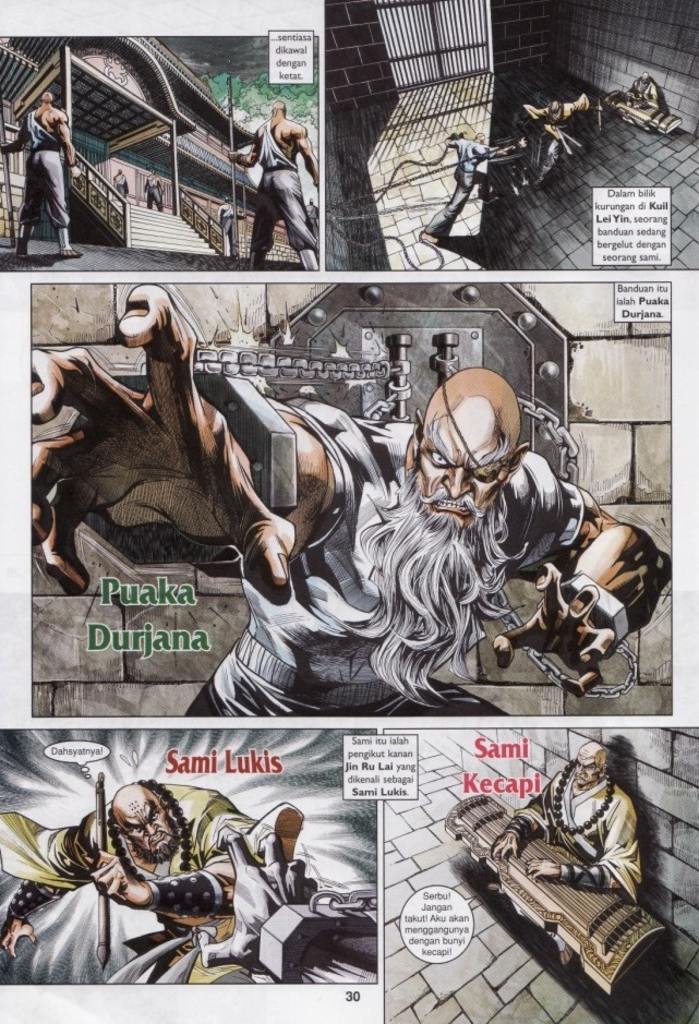 ...sentiasa
dikawal
dengan
ketat.
Dalam bilik
kurungan di Kuil
Lei Yin, seorang
banduan sedang
bergelut dengan
seorang sami.
Banduan itu
ialah Puaka
Durjana.
Puaka
Durjana
Dahsyatnya!
Sami Lukis
Sami itu ialah
pengikut kanan
Jin Ru Lai yang
dikenali sebagai
Sami Lukis.
Sami
Kecapi
Serbu!
Jangan
takut! Aku akan
menggangunya
dengan bunyi
kecapi!
30